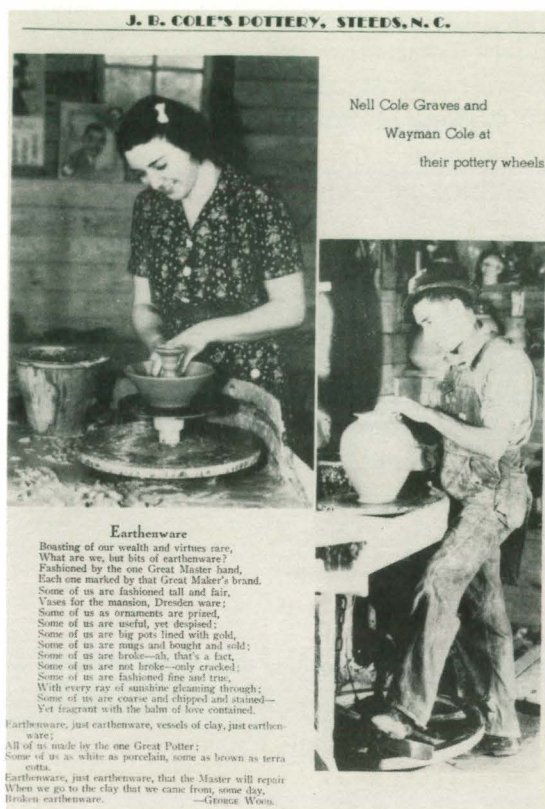 J. B. COLE'S POTTERY, STEEDS, N. C.
Nell Cole Graves and
Wayman Cole at
their pottery wheels
Earthenware
Boasting of our wealth and virtues rare,
What are we, but bits of earthenware?
Fashioned by the one Great Master hand,
Each one marked by that Great Maker's brand.
Some of us are fashioned tall and fair,
Vases for the mansion, Dresden ware;
Some of us as ornaments are prized,
Some of us are useful, yet despised;
Some of us are big pots lined with gold,
Some of us are mugs and bought and sold;
Some of us are broke—ah, that's a fact,
Some of us are not broke—only cracked;
Some of us are fashioned fine and true,
With every ray of sunshine gleaming through;
Some of us are coarse and chipped and stained—
Yet fragrant with the balm of love contained.
Earthenware, just earthenware, vessels of clay, just earthen-
ware;
All of us made by the one Great Potter;
Some of us as white as porcelain, some as brown as terra
cotta.
Earthenware, just earthenware, that the Master will repair
When we go to the clay that we came from, some day,
Broken earthenware. —GEORGE WOOD.